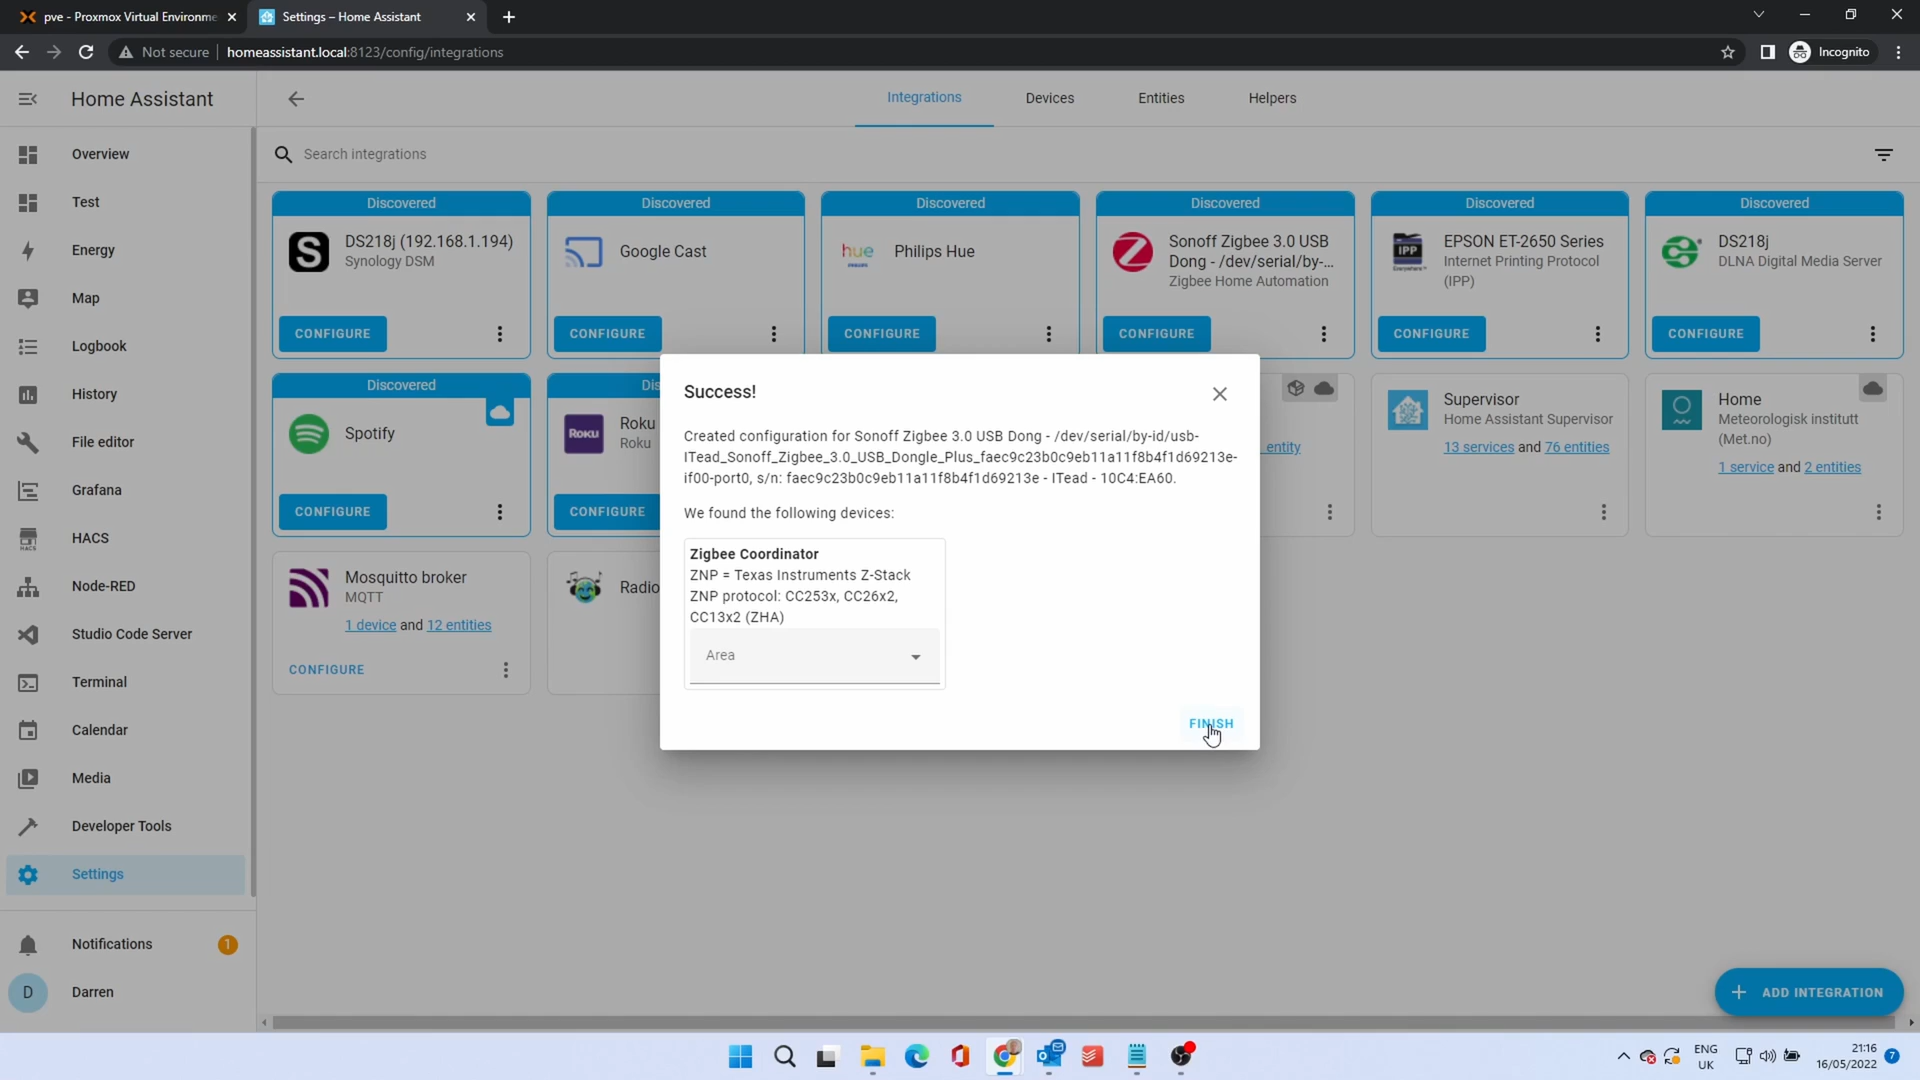 pve - Proxmox Virtual Environme
Settings – Home Assistant
Not secure
homeassistant.local:8123/config/integrations
Incognito
Home Assistant
Integrations
Devices
Entities
Helpers
Overview
Test
Energy
Map
Logbook
History
File editor
Grafana
HACS
HACS
Node-RED
Studio Code Server
Terminal
Calendar
Media
Developer Tools
Settings
Notifications
1
D
Darren
Search integrations
Discovered
S
DS218j (192.168.1.194)
Synology DSM
CONFIGURE
Discovered
Google Cast
CONFIGURE
Discovered
hue
PHILIPS
Philips Hue
CONFIGURE
Discovered
Sonoff Zigbee 3.0 USB
Dong - /dev/serial/by-...
Zigbee Home Automation
CONFIGURE
Discovered
IPP
Everywhere
EPSON ET-2650 Series
Internet Printing Protocol
(IPP)
CONFIGURE
Discovered
DS218j
DLNA Digital Media Server
CONFIGURE
Discovered
Spotify
CONFIGURE
Dis
ROKU
Roku
Roku
CONFIGURE
entity
Supervisor
Home Assistant Supervisor
13 services and 76 entities
Home
Meteorologisk institutt
(Met.no)
1 service and 2 entities
Mosquitto broker
MQTT
1 device and 12 entities
CONFIGURE
Radio
Success!
Created configuration for Sonoff Zigbee 3.0 USB Dong - /dev/serial/by-id/usb-
ITead_Sonoff_Zigbee_3.0_USB_Dongle_Plus_faec9c23b0c9eb11a11f8b4f1d69213e-
if00-port0, s/n: faec9c23b0c9eb11a11f8b4f1d69213e - ITead - 10C4:EA60.
We found the following devices:
Zigbee Coordinator
ZNP = Texas Instruments Z-Stack
ZNP protocol: CC253x, CC26x2,
CC13x2 (ZHA)
Area
FINISH
ADD INTEGRATION
ENG
UK
21:16
16/05/2022
7